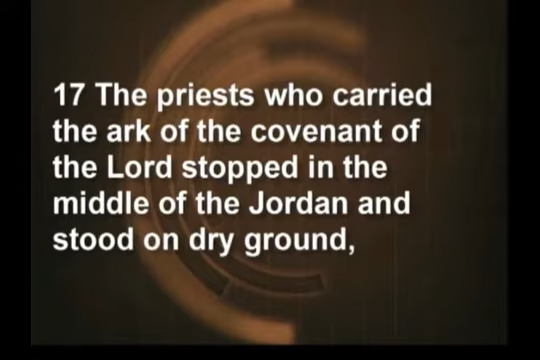 17 The priests who carried
the ark of the covenant of
the Lord stopped in the
middle of the Jordan and
stood on dry ground,